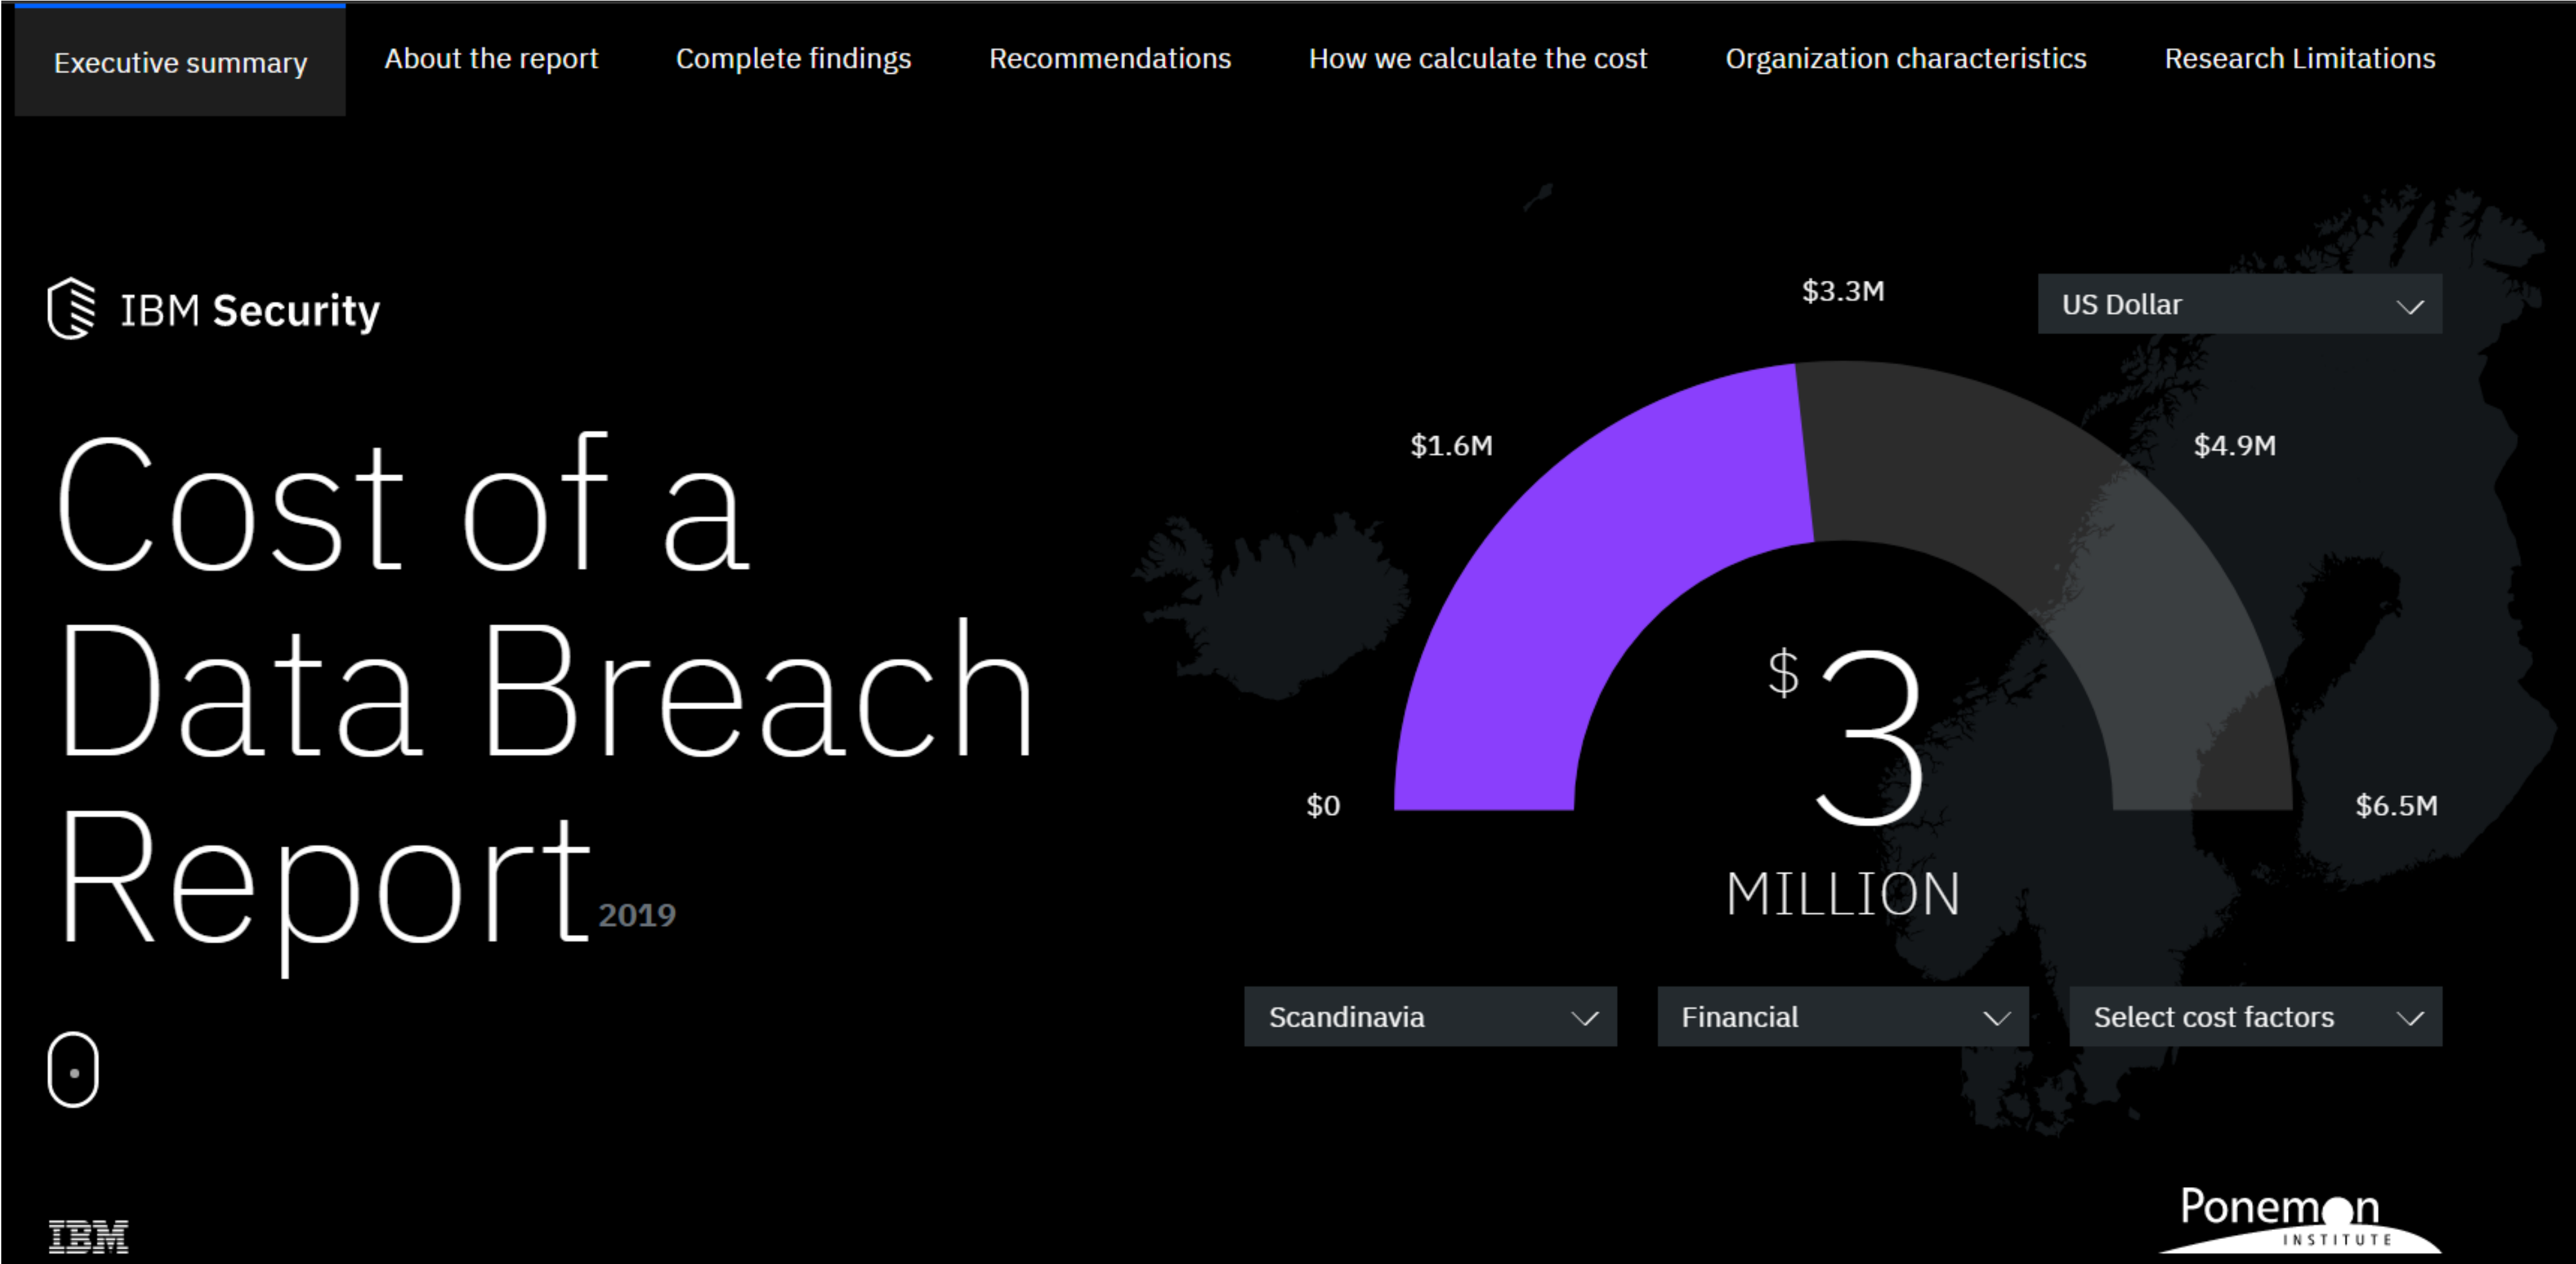 Executive summary
About the report
Complete findings
Recommendations
How we calculate the cost
Organization characteristics
Research Limitations
IBM Security
Cost of a
Data Breach
Report 2019
US Dollar
$0
$1.6M
$3.3M
$4.9M
$6.5M
$3
MILLION
Scandinavia
Financial
Select cost factors
IBM
Ponemon
INSTITUTE